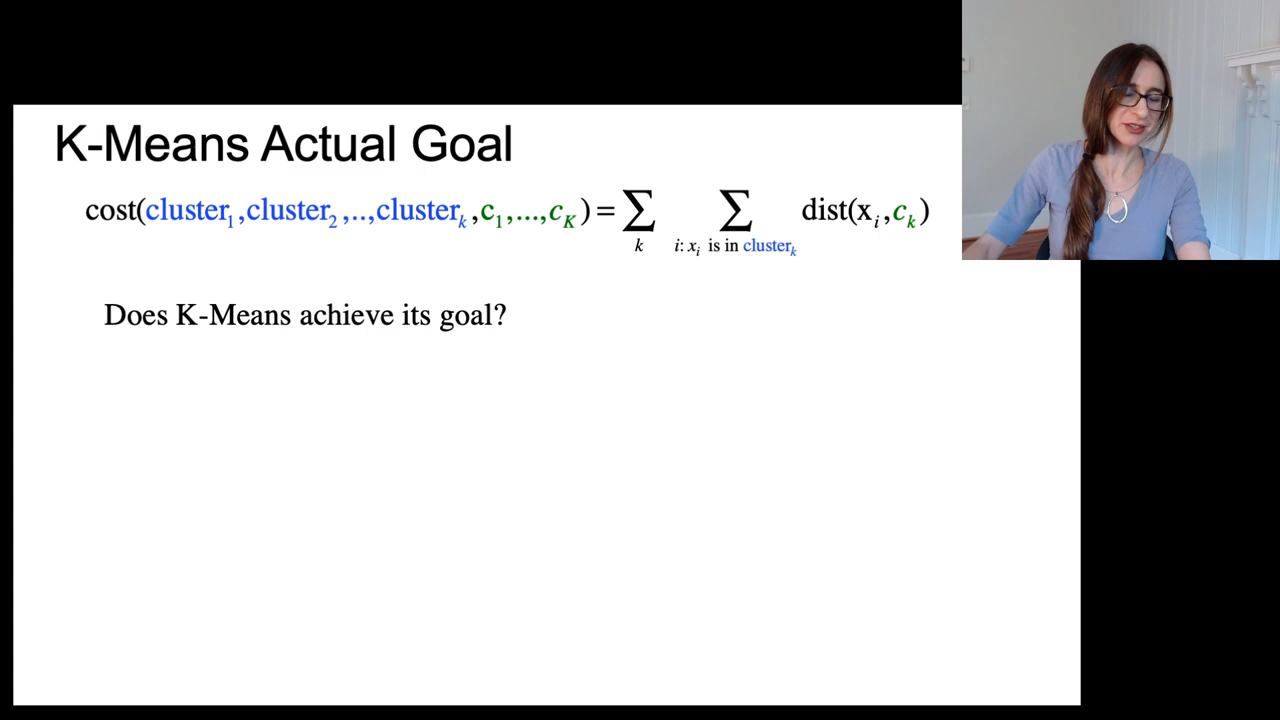 K-Means Actual Goal
cost(cluster₁,cluster₂,..,clusterₖ,c₁,...,c_K) = ∑ ∑ dist(xᵢ,cₖ)
k i: xᵢ is in clusterₖ
Does K-Means achieve its goal?